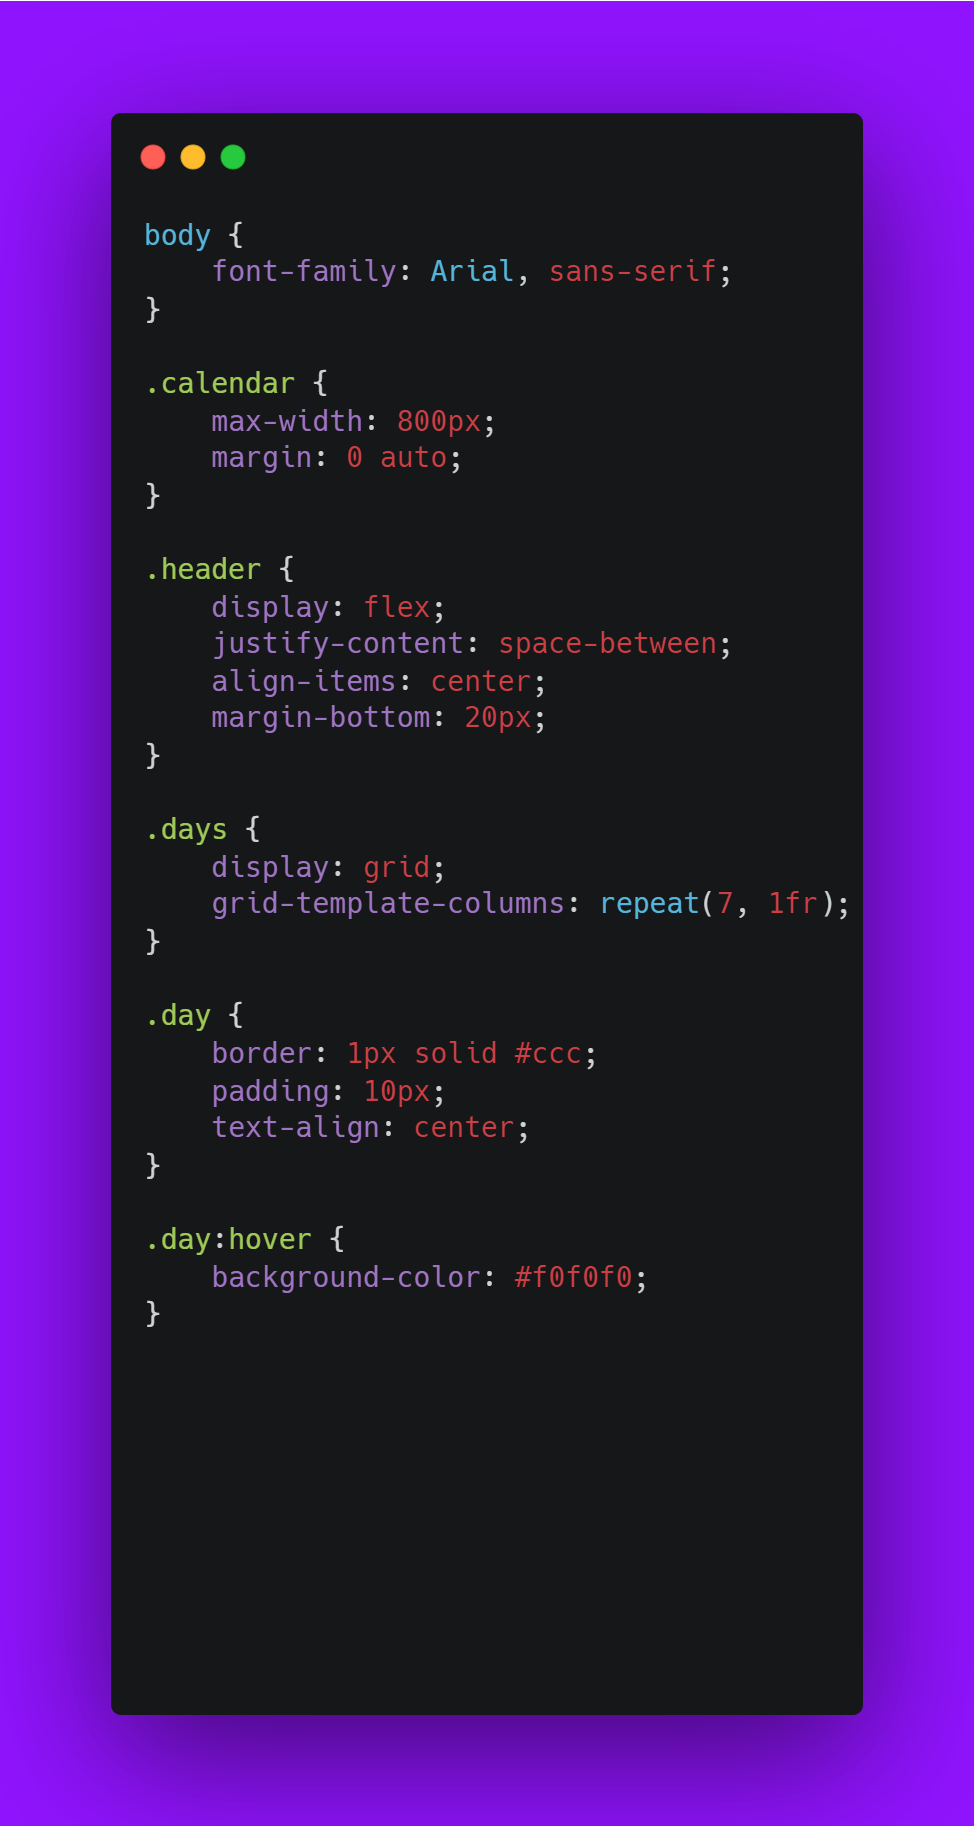 body {
    font-family: Arial, sans-serif;
}

.calendar {
    max-width: 800px;
    margin: 0 auto;
}

.header {
    display: flex;
    justify-content: space-between;
    align-items: center;
    margin-bottom: 20px;
}

.days {
    display: grid;
    grid-template-columns: repeat(7, 1fr);
}

.day {
    border: 1px solid #ccc;
    padding: 10px;
    text-align: center;
}

.day:hover {
    background-color: #f0f0f0;
}